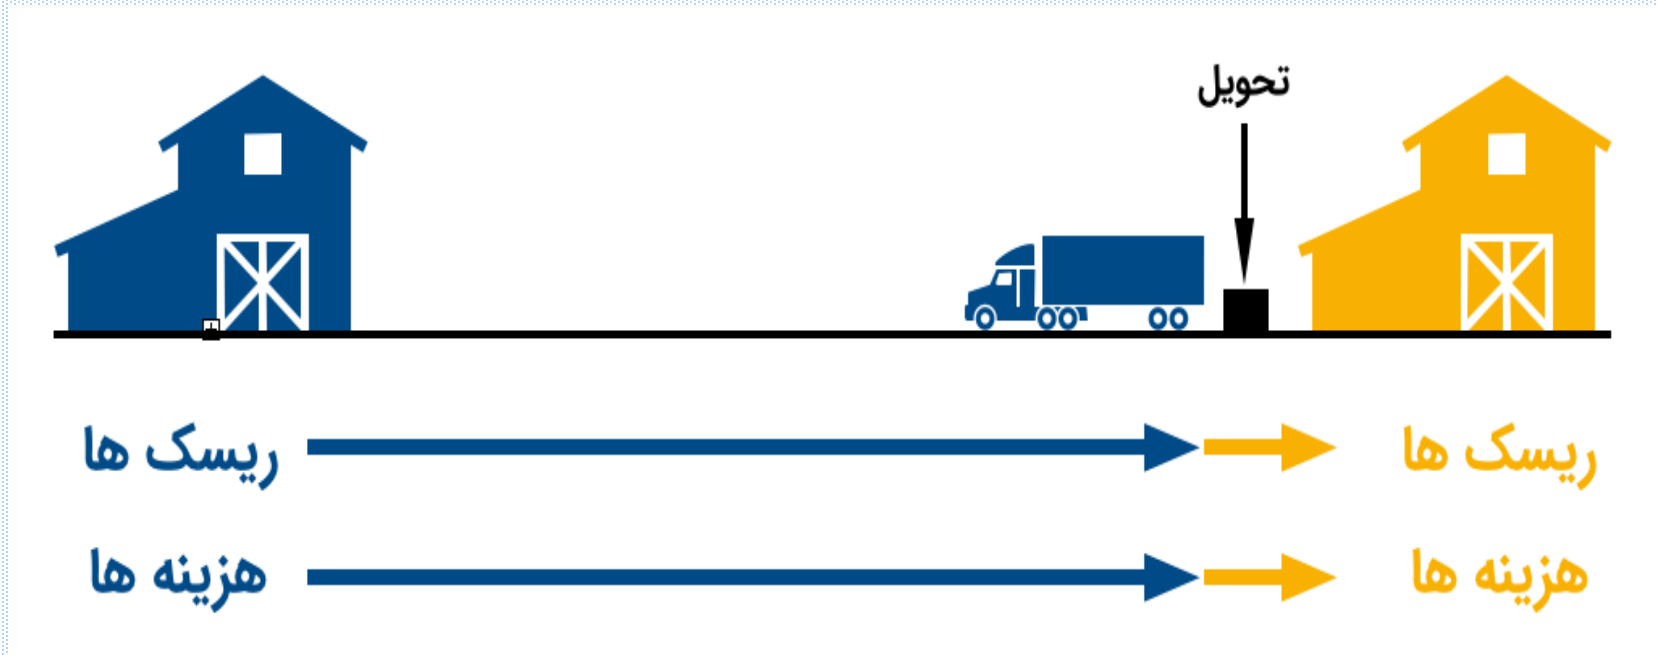 تحویل
ریسک ها
ریسک ها
هزینه ها
هزینه ها